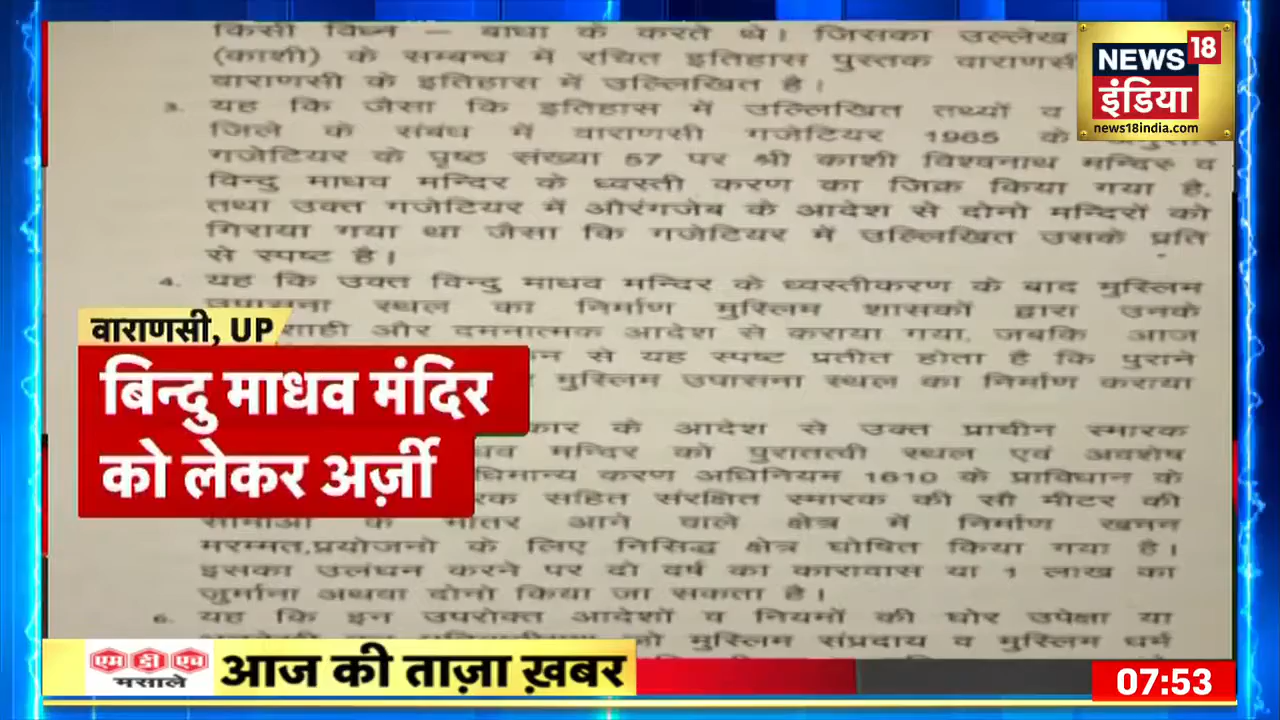 किसी विघ्न – बाधा के करते थे। जिसका उल्लेख
(काशी) के सम्बन्ध में रचित इतिहास पुस्तक वाराणसी
वाराणसी के इतिहास में उल्लिखित है।
3. यह कि जैसा कि इतिहास में उल्लिखित तथ्यों व
जिले के संबंध में वाराणसी गजेटियर 1965 के अनुसार
गजेटियर के पृष्ठ संख्या 57 पर भी काशी विश्वनाथ मन्दिर व
विन्दु माधव मन्दिर के ध्वस्ती करण का जिक्र किया गया है,
तथा उक्त गजेटियर में औरंगजेब के आदेश से दोनो मन्दिरों को
गिराया गया था जैसा कि गजेटियर में उल्लिखित उसके प्रति
से स्पष्ट है।
4. यह कि उक्त विन्दु माधव मन्दिर के ध्वस्तीकरण के बाद मुस्लिम
उपासना स्थल का निर्माण मुस्लिम शासकों द्वारा उनके
शाही और दमनात्मक आदेश से कराया गया, जबकि आज
से यह स्पष्ट प्रतीत होता है कि पुराने
मुस्लिम उपासना स्थल का निर्माण कराया
के आदेश से उक्त प्राचीन स्मारक
मन्दिर को पुरातत्वी स्थल एवं अवशेष
करण अधिनियम 1610 के प्राविधान के
सहित संरक्षित स्मारक की सी मीटर की
सीमाओं के भीतर आने वाले क्षेत्र में निर्माण खनन
मरम्मत,प्रयोजनो के लिए निसिद्ध क्षेत्र घोषित किया गया है।
इसका उलंघन करने पर दो वर्ष का कारावास या 1 लाख का
जुर्माना अथवा दोनो किया जा सकता है।
6. यह कि इन उपरोक्त आदेशों व नियमों की घोर उपेक्षा या
मुस्लिम संप्रदाय व मुस्लिम धर्म
NEWS 18
इंडिया
news18india.com
वाराणसी, UP
बिन्दु माधव मंदिर
को लेकर अर्ज़ी
एम डी एच
मसाले
आज की ताज़ा ख़बर
07:53